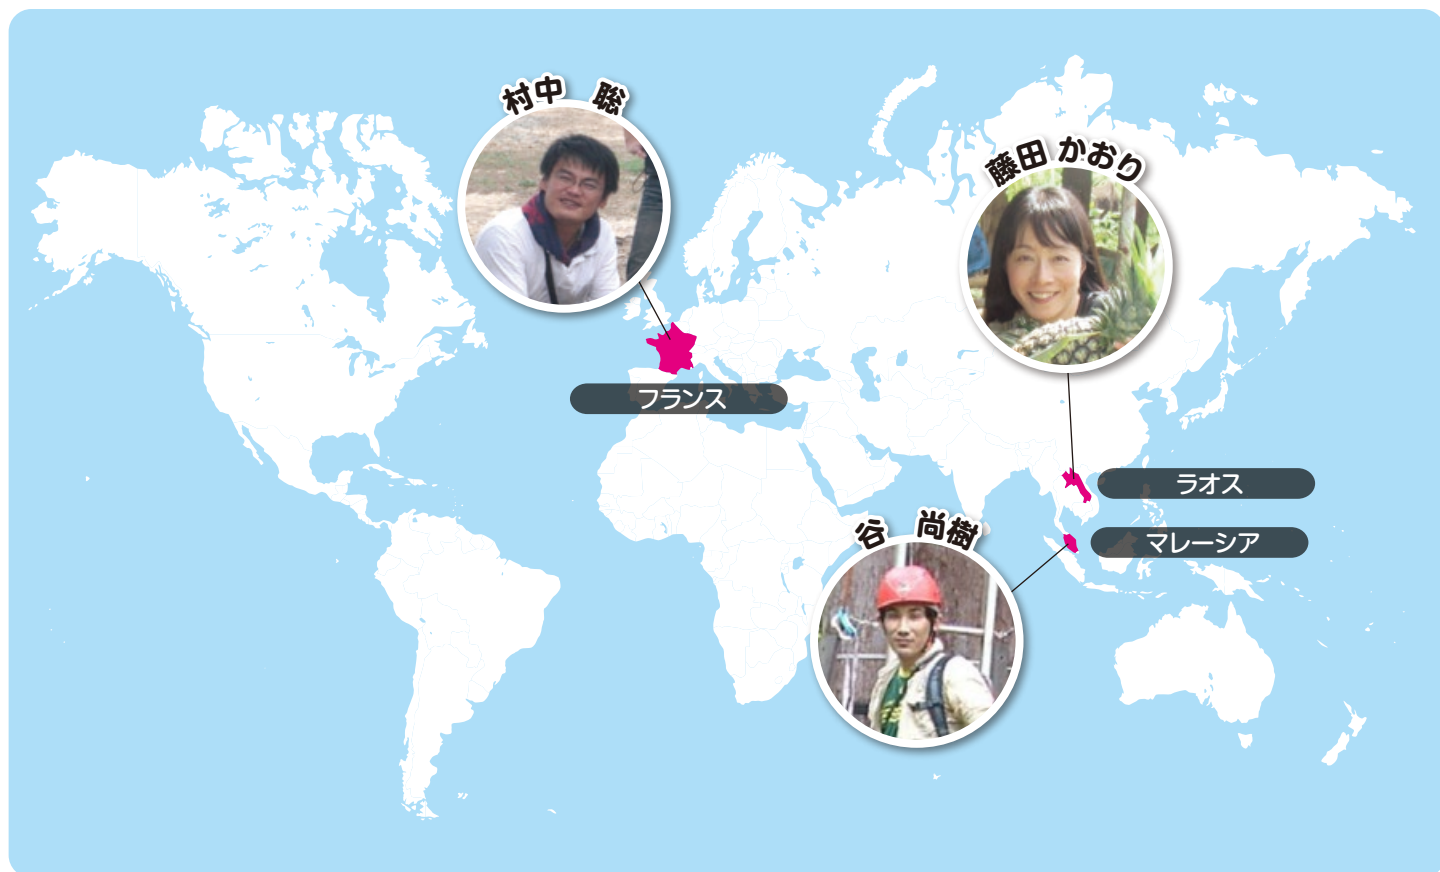 村中 聡
藤田 かおり
フランス
ラオス
谷 尚樹
マレーシア